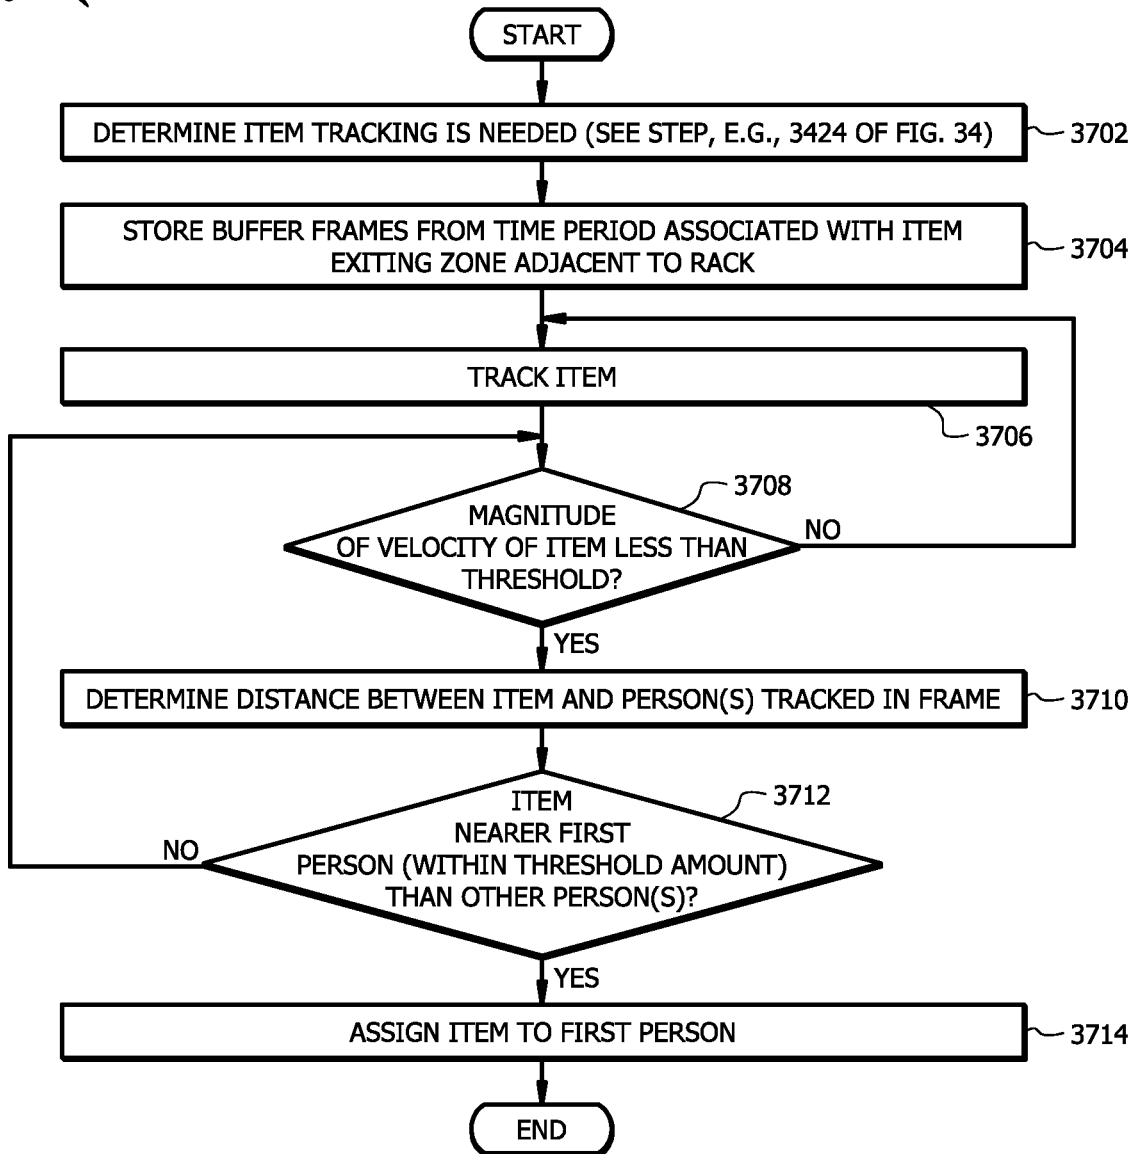 START
DETERMINE ITEM TRACKING IS NEEDED (SEE STEP, E.G., 3424 OF FIG. 34)
3702
STORE BUFFER FRAMES FROM TIME PERIOD ASSOCIATED WITH ITEM
EXITING ZONE ADJACENT TO RACK
3704
TRACK ITEM
3706
3708
MAGNITUDE
OF VELOCITY OF ITEM LESS THAN
THRESHOLD?
NO
YES
DETERMINE DISTANCE BETWEEN ITEM AND PERSON(S) TRACKED IN FRAME
3710
3712
ITEM
NEARER FIRST
PERSON (WITHIN THRESHOLD AMOUNT)
THAN OTHER PERSON(S)?
NO
YES
ASSIGN ITEM TO FIRST PERSON
3714
END